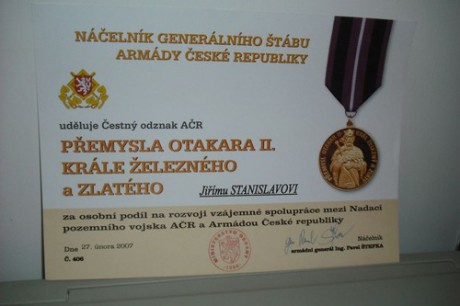 NÁČELNÍK GENERÁLNÍHO ŠTÁBU
ARMÁDY ČESKÉ REPUBLIKY
uděluje Čestný odznak AČR
PŘEMYSLA OTAKARA II.
KRÁLE ŽELEZNÉHO
a ZLATÉHO
Jiřímu STANISLAVOVI
za osobní podíl na rozvoji vzájemné spolupráce mezi Nadací
pozemního vojska AČR a Armádou České republiky
Dne 27. února 2007
Č. 406
Náčelník
armádní generál Ing. Pavel ŠTEFKA